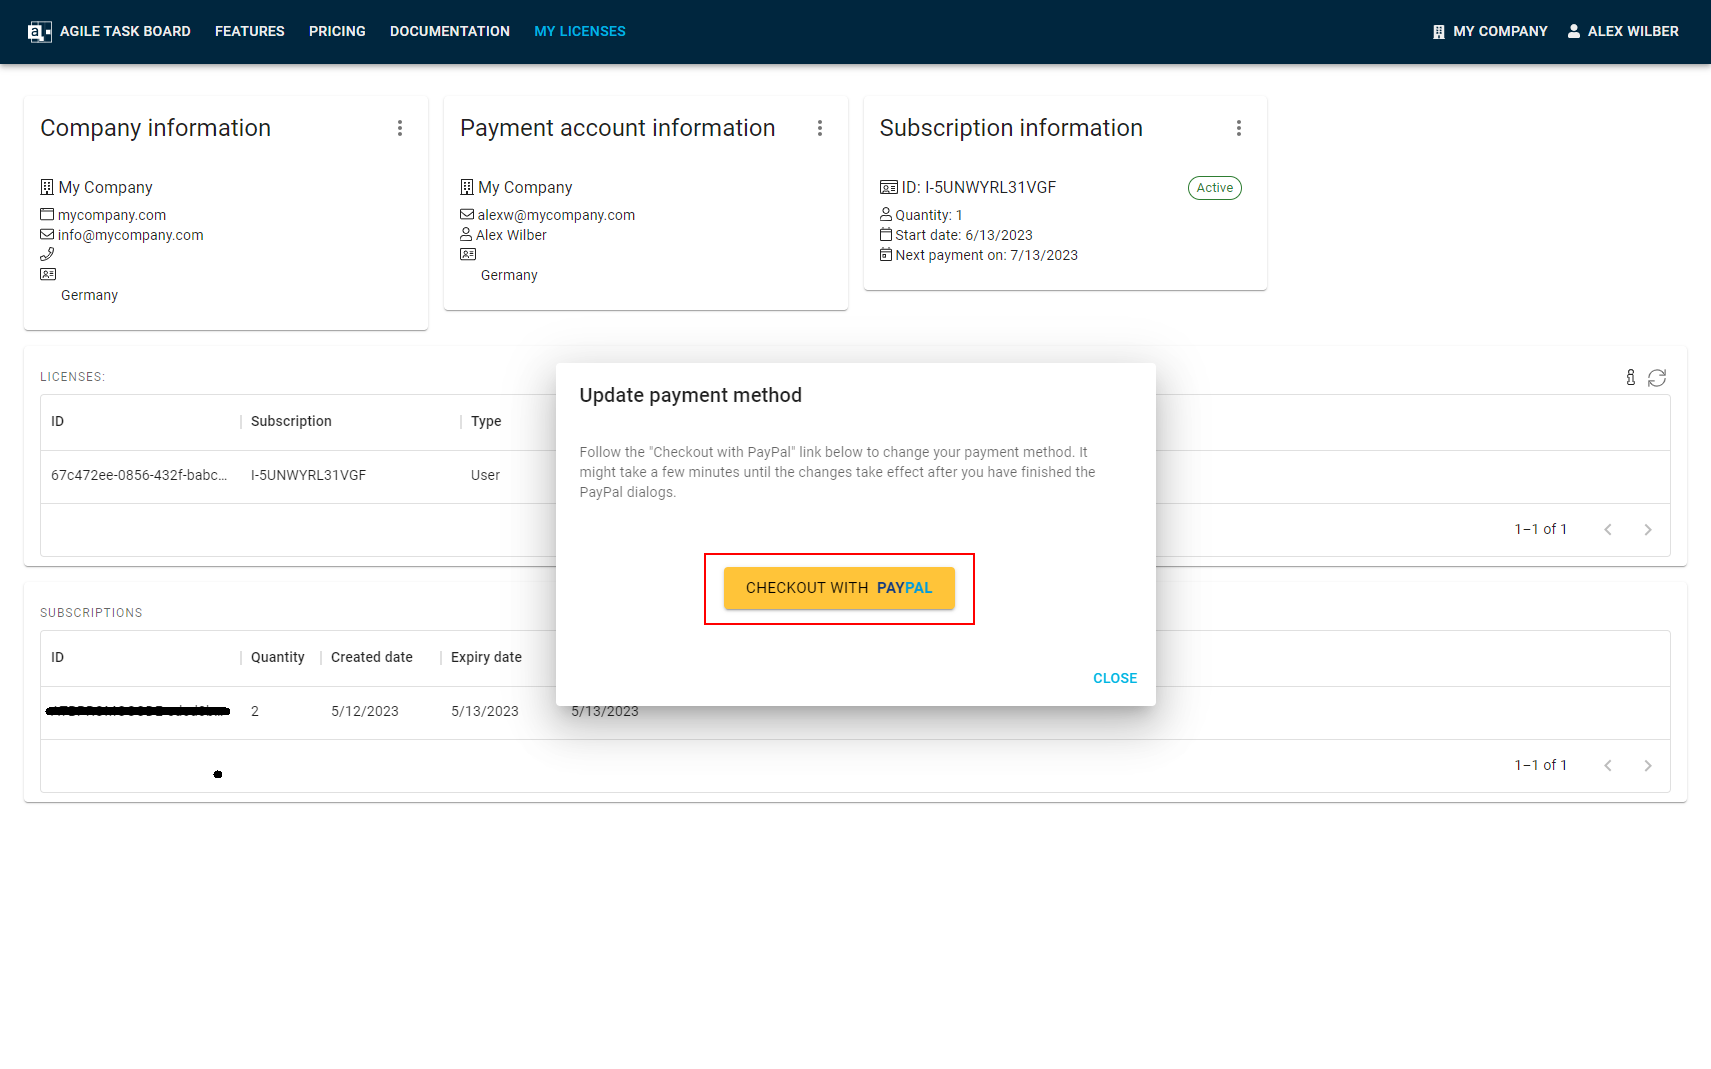 AGILE TASK BOARD FEATURES PRICING DOCUMENTATION MY LICENSES MY COMPANY ALEX WILBER
Company information
My Company
mycompany.com
info@mycompany.com
Germany
Payment account information
My Company
alexw@mycompany.com
Alex Wilber
Germany
Subscription information
ID: I-5UNWYRL31VGF Active
Quantity: 1
Start date: 6/13/2023
Next payment on: 7/13/2023
LICENSES:
ID Subscription Type
67c472ee-0856-432f-babc... I-5UNWYRL31VGF User
1–1 of 1
Update payment method
Follow the "Checkout with PayPal" link below to change your payment method. It
might take a few minutes until the changes take effect after you have finished the
PayPal dialogs.
CHECKOUT WITH PAYPAL
CLOSE
SUBSCRIPTIONS
ID Quantity Created date Expiry date
2 5/12/2023 5/13/2023 5/13/2023
1–1 of 1